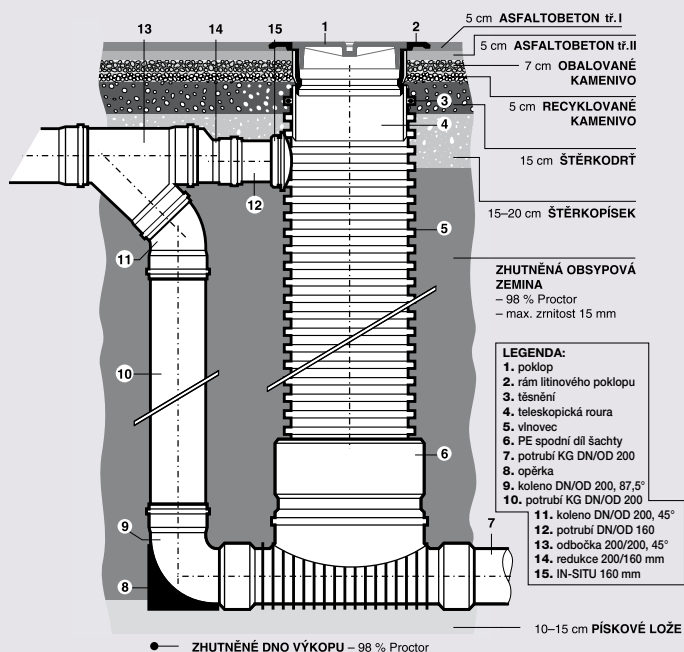 13
14
15
1
2
5 cm ASFALTOBETON tř. I
5 cm ASFALTOBETON tř. II
7 cm OBALOVANÉ
KAMENIVO
5 cm RECYKLOVANÉ
KAMENIVO
3
4
15 cm ŠTĚRKODRŤ
12
15–20 cm ŠTĚRKOPÍSEK
5
11
ZHUTNĚNÁ OBSYPOVÁ
ZEMINA
– 98 % Proctor
– max. zrnitost 15 mm
10
LEGENDA:
1. poklop
2. rám litinového poklopu
3. těsnění
4. teleskopická roura
5. vlnovec
6. PE spodní díl šachty
7. potrubí KG DN/OD 200
8. opěrka
9. koleno DN/OD 200, 87,5°
10. potrubí KG DN/OD 200
11. koleno DN/OD 200, 45°
12. potrubí DN/OD 160
13. odbočka 200/200, 45°
14. redukce 200/160 mm
15. IN-SITU 160 mm
6
9
7
8
10–15 cm PÍSKOVÉ LOŽE
ZHUTNĚNÉ DNO VÝKOPU – 98 % Proctor